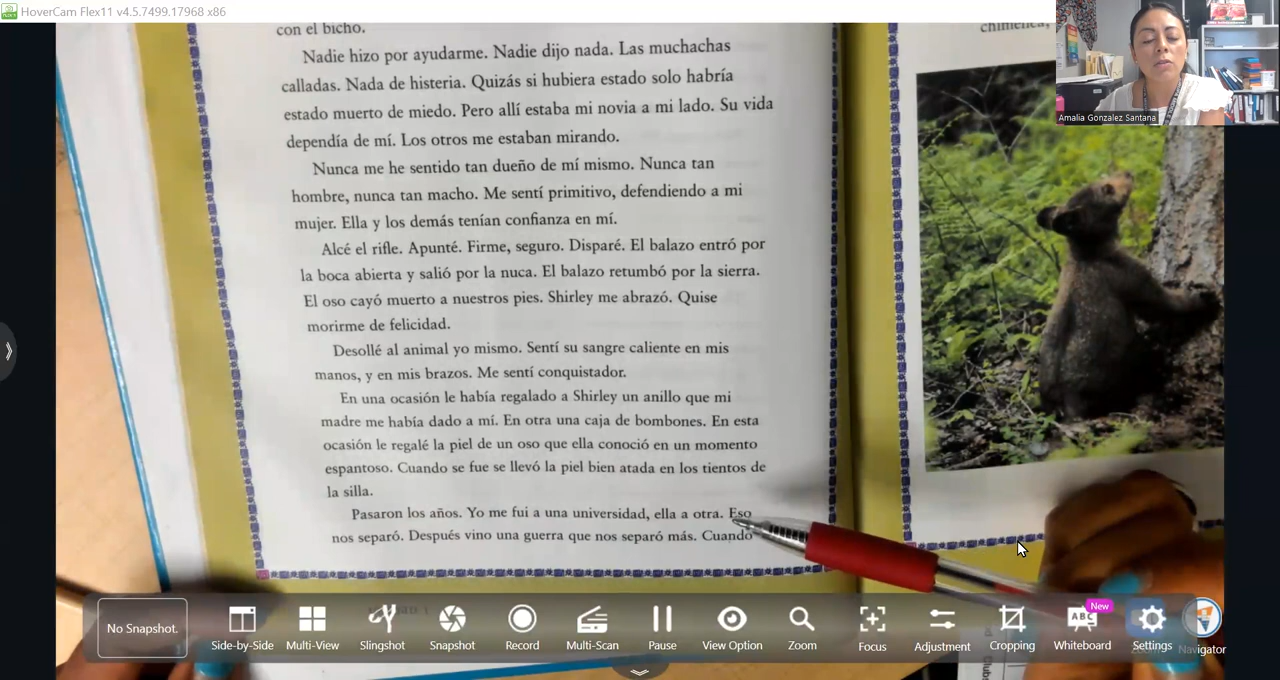 HoverCam Flex11 v4.5.7499.17968 x86
con el bicho.
Nadie hizo por ayudarme. Nadie dijo nada. Las muchachas
calladas. Nada de histeria. Quizás si hubiera estado solo habría
estado muerto de miedo. Pero allí estaba mi novia a mi lado. Su vida
dependía de mí. Los otros me estaban mirando.
Nunca me he sentido tan dueño de mí mismo. Nunca tan
hombre, nunca tan macho. Me sentí primitivo, defendiendo a mi
mujer. Ella y los demás tenían confianza en mí.
Alcé el rifle. Apunté. Firme, seguro. Disparé. El balazo entró por
la boca abierta y salió por la nuca. El balazo retumbó por la sierra.
El oso cayó muerto a nuestros pies. Shirley me abrazó. Quise
morirme de felicidad.
Desollé al animal yo mismo. Sentí su sangre caliente en mis
manos, y en mis brazos. Me sentí conquistador.
En una ocasión le había regalado a Shirley un anillo que mi
madre me había dado a mí. En otra una caja de bombones. En esta
ocasión le regalé la piel de un oso que ella conoció en un momento
espantoso. Cuando se fue se llevó la piel bien atada en los tientos de
la silla.
Pasaron los años. Yo me fui a una universidad, ella a otra. Eso
nos separó. Después vino una guerra que nos separó más. Cuando
chimenea,
Amalia Gonzalez Santana
No Snapshot.
Side-by-Side
Multi-View
Slingshot
Snapshot
Record
Multi-Scan
Pause
View Option
Zoom
Focus
Adjustment
Cropping
New
ABC
Whiteboard
Settings
Navigator